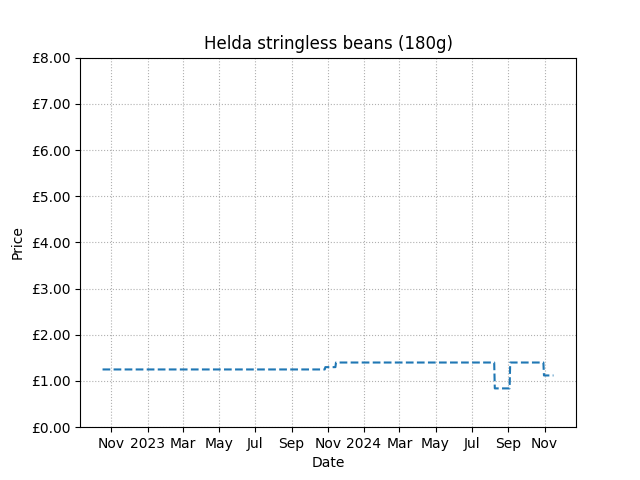 Helda stringless beans (180g)
£8.00
£7.00
£6.00
£5.00
£4.00
£3.00
£2.00
£1.00
£0.00
Price
Nov 2023 Mar May Jul Sep Nov 2024 Mar May Jul Sep Nov
Date